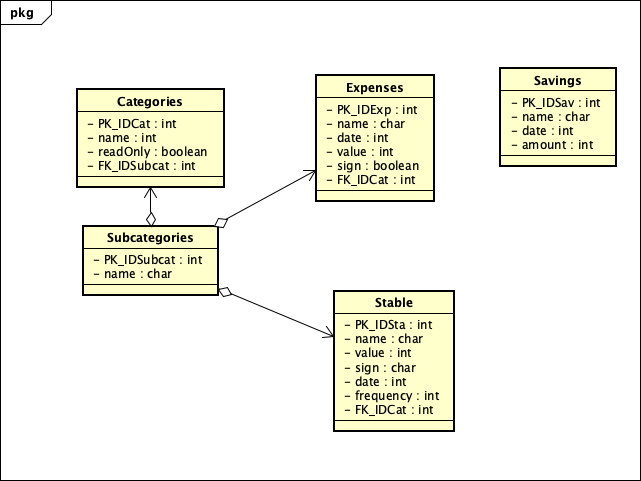 pkg
Categories
- PK_IDCat : int
- name : int
- readOnly : boolean
- FK_IDSubcat : int
Expenses
- PK_IDExp : int
- name : char
- date : int
- value : int
- sign : boolean
- FK_IDCat : int
Savings
- PK_IDSav : int
- name : char
- date : int
- amount : int
Subcategories
- PK_IDSubcat : int
- name : char
Stable
- PK_IDSta : int
- name : char
- value : int
- sign : char
- date : int
- frequency : int
- FK_IDCat : int